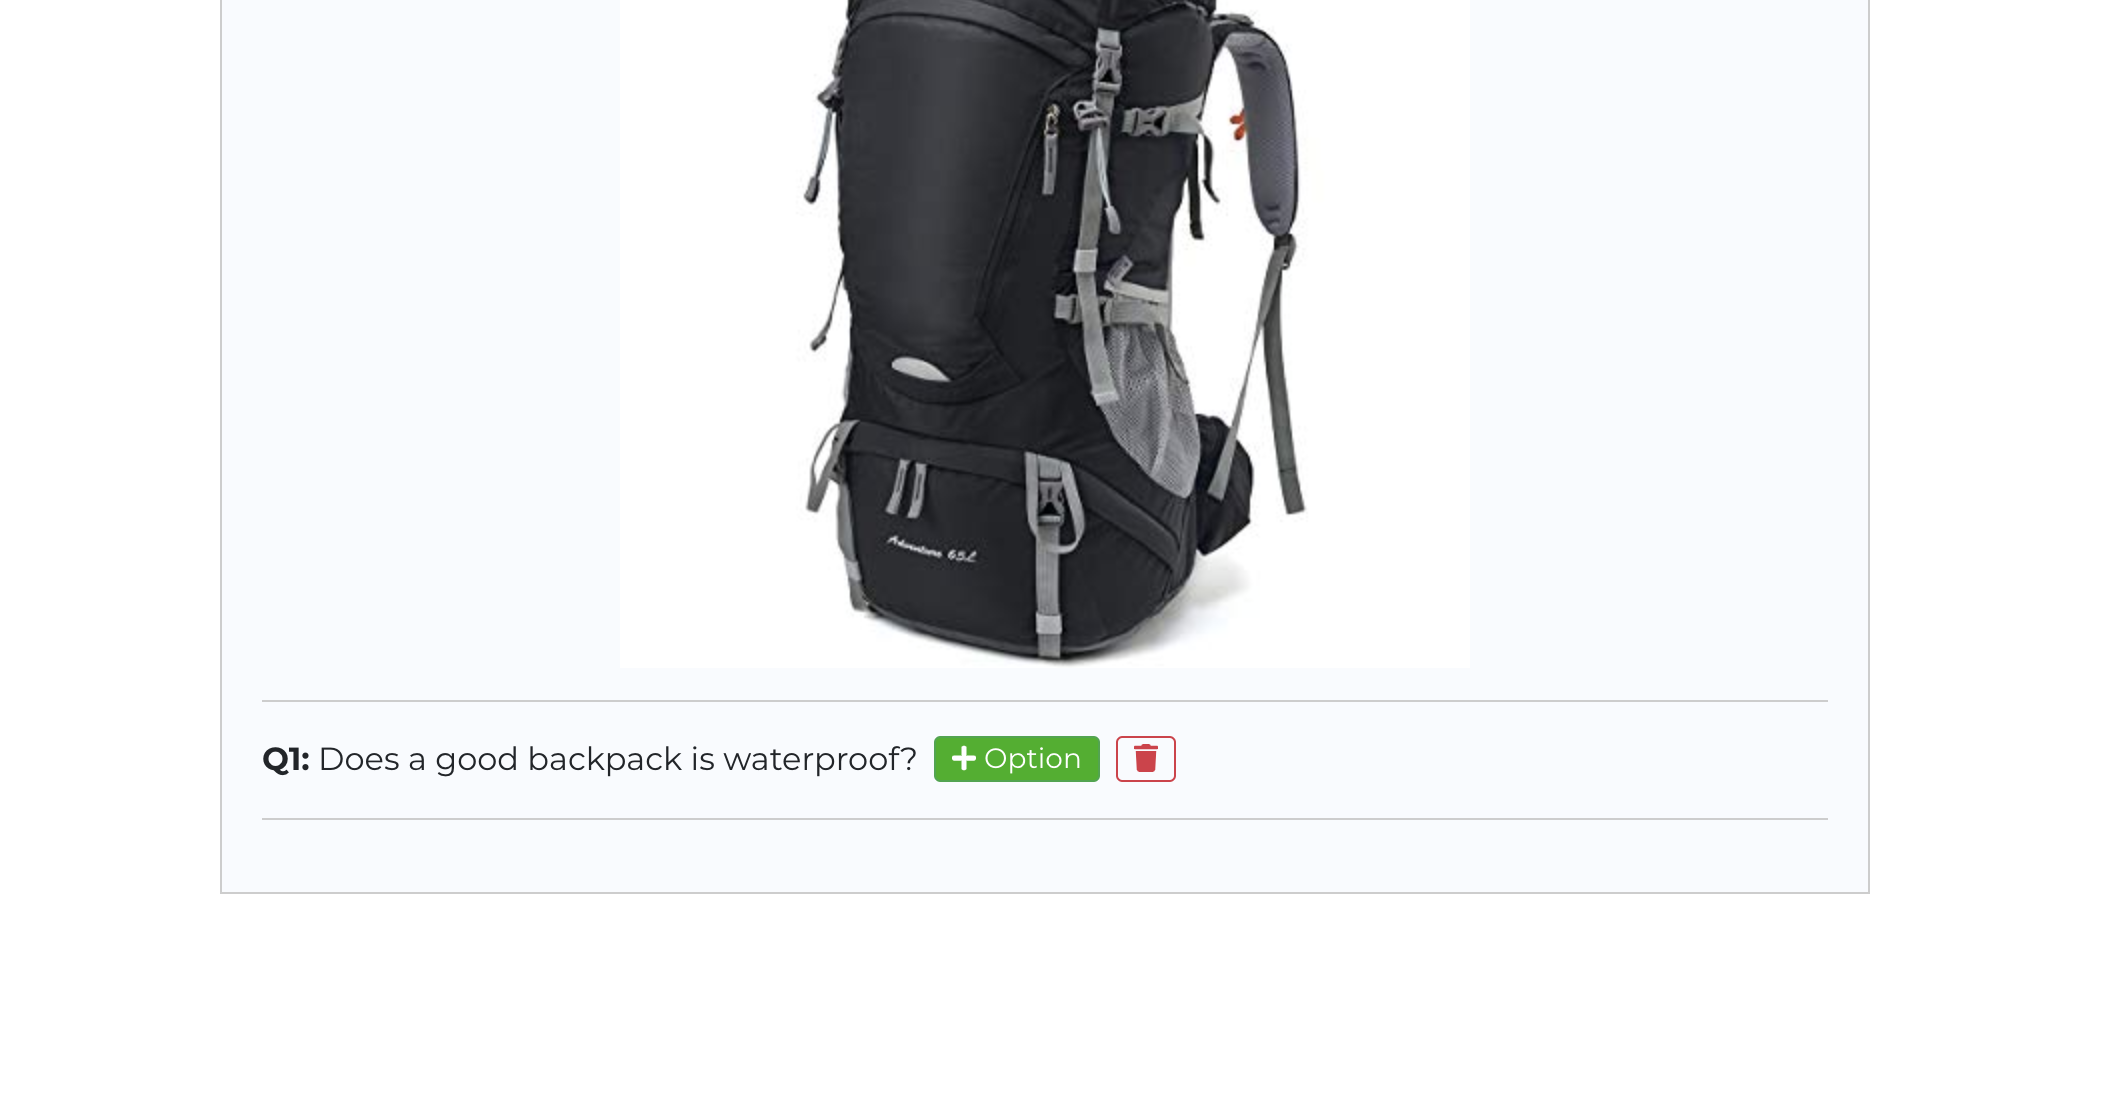 Adventure 65L
Q1: Does a good backpack is waterproof?
Option